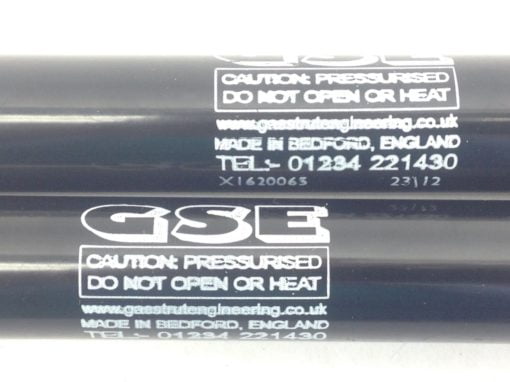 GSE
CAUTION: PRESSURISED
DO NOT OPEN OR HEAT
www.gasstrutengineering.co.uk
MADE IN BEDFORD, ENGLAND
TEL:- 01234 221430
X1620063 23/12
GSE
CAUTION: PRESSURISED
DO NOT OPEN OR HEAT
www.gasstrutengineering.co.uk
MADE IN BEDFORD, ENGLAND
TEL:- 01234 221430